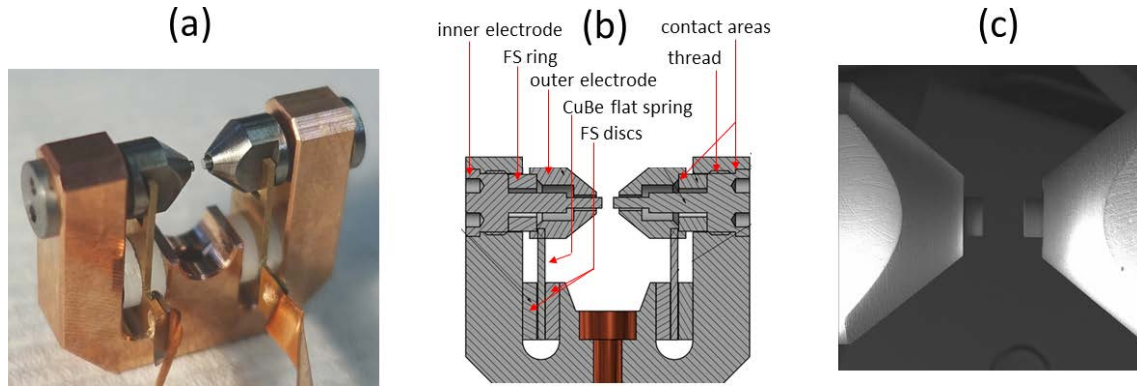 (a)
(b)
(c)
inner electrode
FS ring
outer electrode
CuBe flat spring
FS discs
contact areas
thread